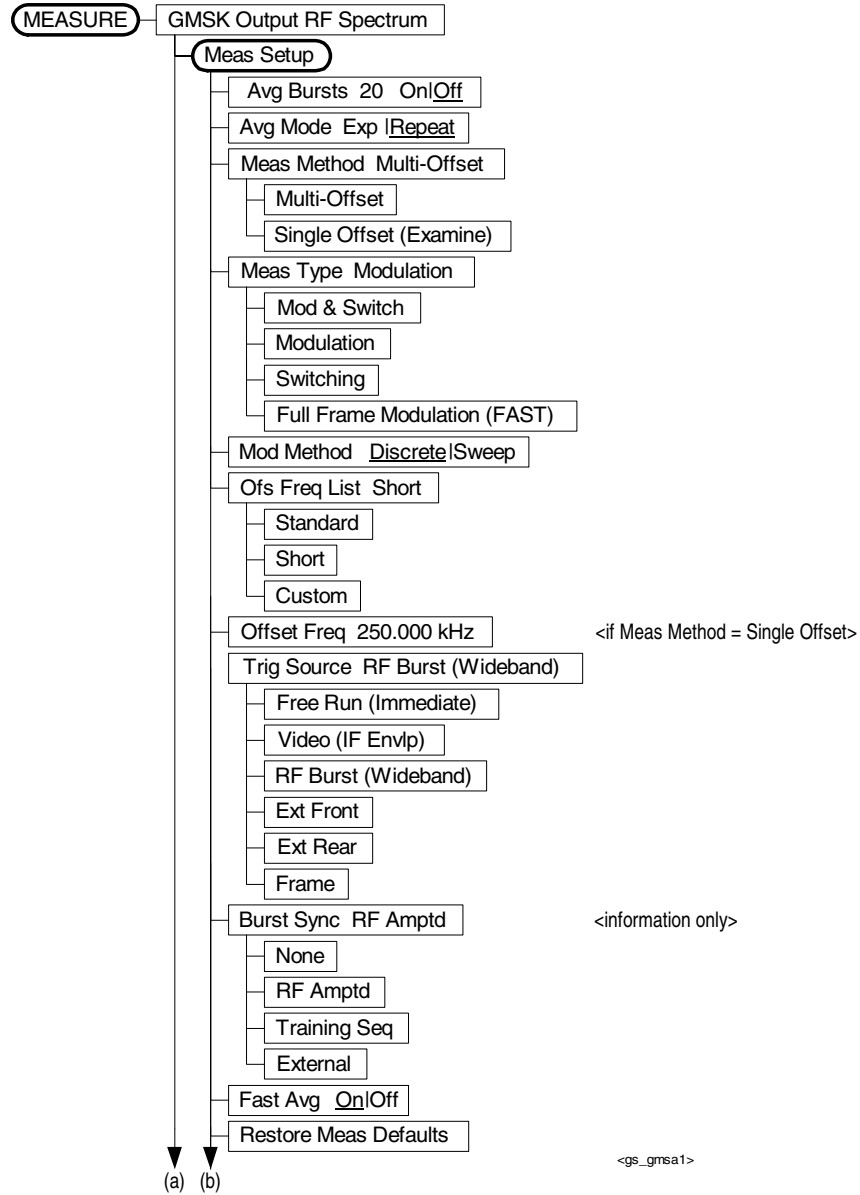 MEASURE GMSK Output RF Spectrum
Meas Setup
Avg Bursts 20 On|Off
Avg Mode Exp |Repeat
Meas Method Multi-Offset
Multi-Offset
Single Offset (Examine)
Meas Type Modulation
Mod & Switch
Modulation
Switching
Full Frame Modulation (FAST)
Mod Method Discrete|Sweep
Ofs Freq List Short
Standard
Short
Custom
Offset Freq 250.000 kHz <if Meas Method = Single Offset>
Trig Source RF Burst (Wideband)
Free Run (Immediate)
Video (IF Envlp)
RF Burst (Wideband)
Ext Front
Ext Rear
Frame
Burst Sync RF Amptd <information only>
None
RF Amptd
Training Seq
External
Fast Avg On|Off
Restore Meas Defaults
<gs_gmsa1>
(a) (b)